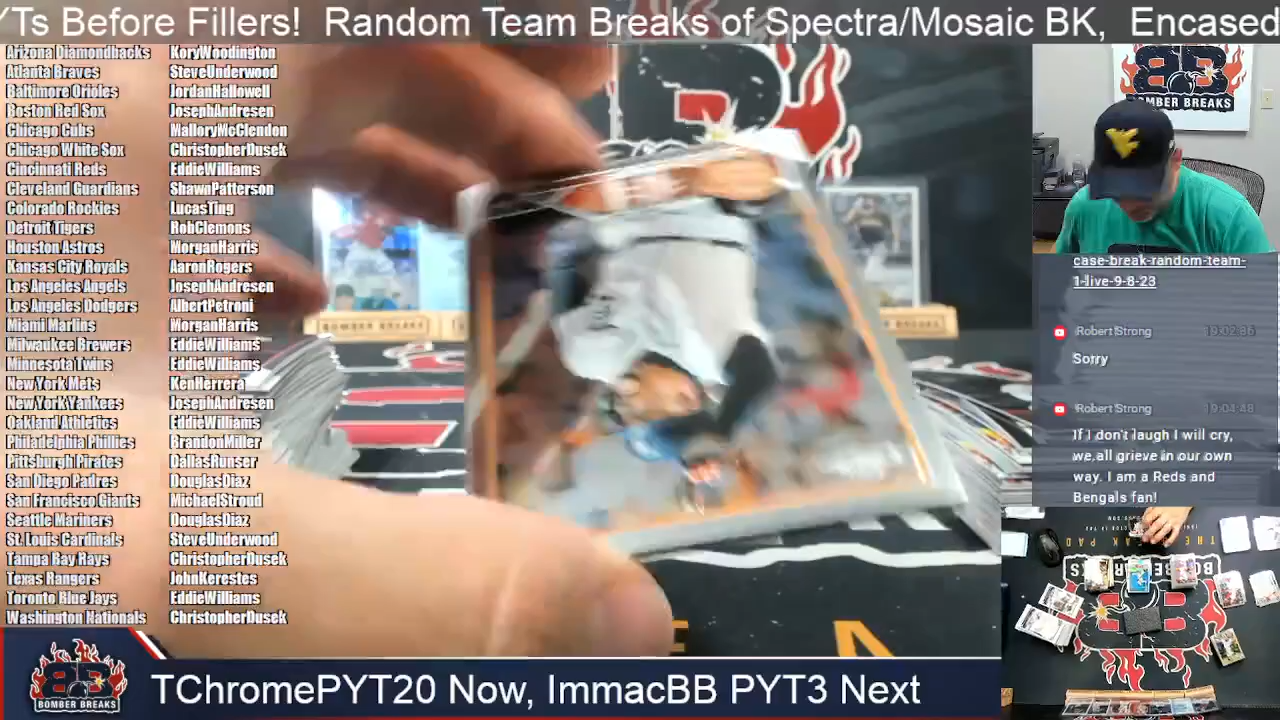 YTs Before Fillers!  Random Team Breaks of Spectra/Mosaic BK,  Encased
Arizona Diamondbacks KoryWoodington
Atlanta Braves SteveUnderwood
Baltimore Orioles JordanHallowell
Boston Red Sox JosephAndresen
Chicago Cubs MalloryMcClendon
Chicago White Sox ChristopherDusek
Cincinnati Reds EddieWilliams
Cleveland Guardians ShawnPatterson
Colorado Rockies LucasTing
Detroit Tigers RobClemons
Houston Astros MorganHarris
Kansas City Royals AaronRogers
Los Angeles Angels JosephAndresen
Los Angeles Dodgers AlbertPetroni
Miami Marlins MorganHarris
Milwaukee Brewers EddieWilliams
Minnesota Twins EddieWilliams
New York Mets KenHerrera
New York Yankees JosephAndresen
Oakland Athletics EddieWilliams
Philadelphia Phillies BrandonMiller
Pittsburgh Pirates DallasRunser
San Diego Padres DouglasDiaz
San Francisco Giants MichaelStroud
Seattle Mariners DouglasDiaz
St. Louis Cardinals SteveUnderwood
Tampa Bay Rays ChristopherDusek
Texas Rangers JohnKerestes
Toronto Blue Jays EddieWilliams
Washington Nationals ChristopherDusek
BOMBER BREAKS
BOMBER BREAKS
case-break-random-team-
1-live-9-8-23
Robert Strong 19:02:36
Sorry
Robert Strong 19:04:48
If I don't laugh I will cry,
we all grieve in our own
way. I am a Reds and
Bengals fan!
BOMBER BREAKS
TChromePYT20 Now, ImmacBB PYT3 Next